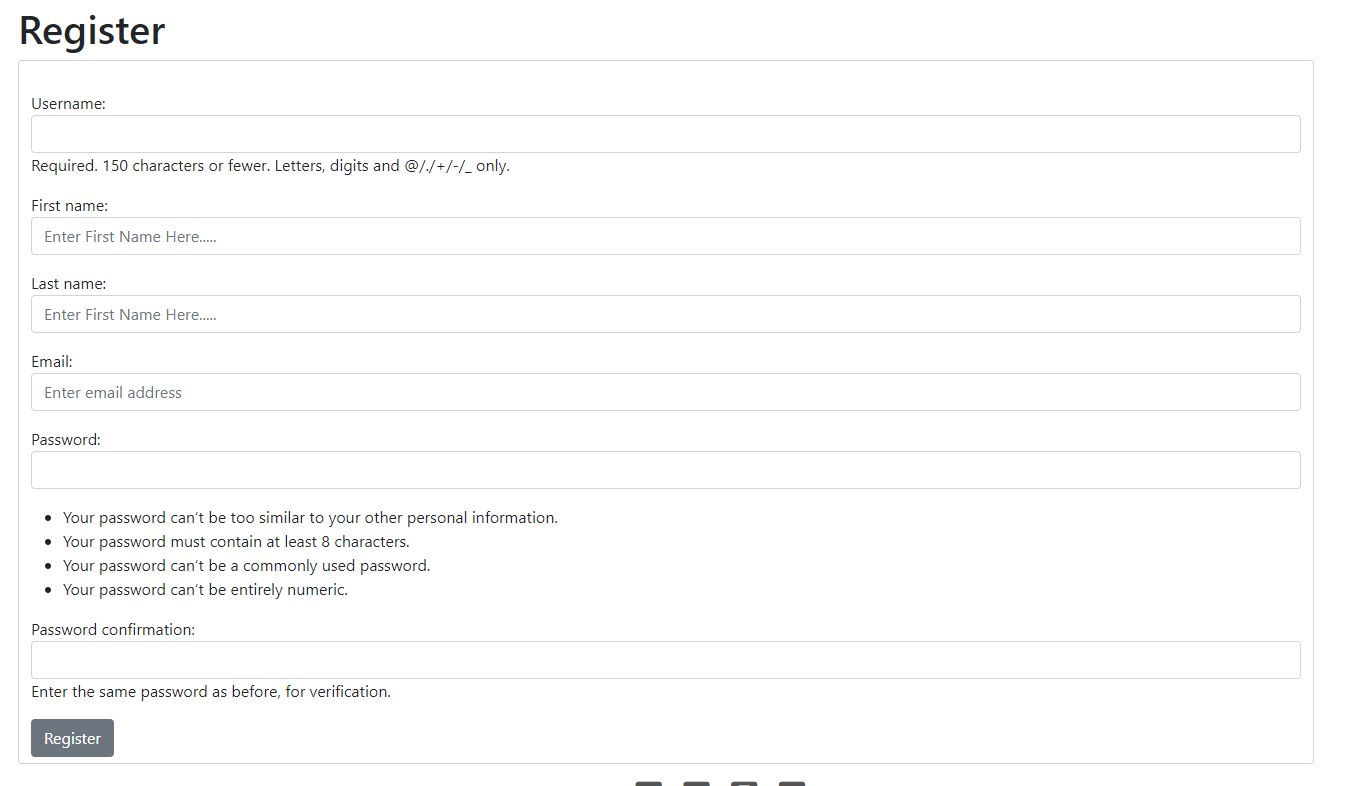 Register
Username:
Required. 150 characters or fewer. Letters, digits and @/./+/-/_ only.
First name:
Enter First Name Here.....
Last name:
Enter First Name Here.....
Email:
Enter email address
Password:
Your password can’t be too similar to your other personal information.
Your password must contain at least 8 characters.
Your password can’t be a commonly used password.
Your password can’t be entirely numeric.
Password confirmation:
Enter the same password as before, for verification.
Register